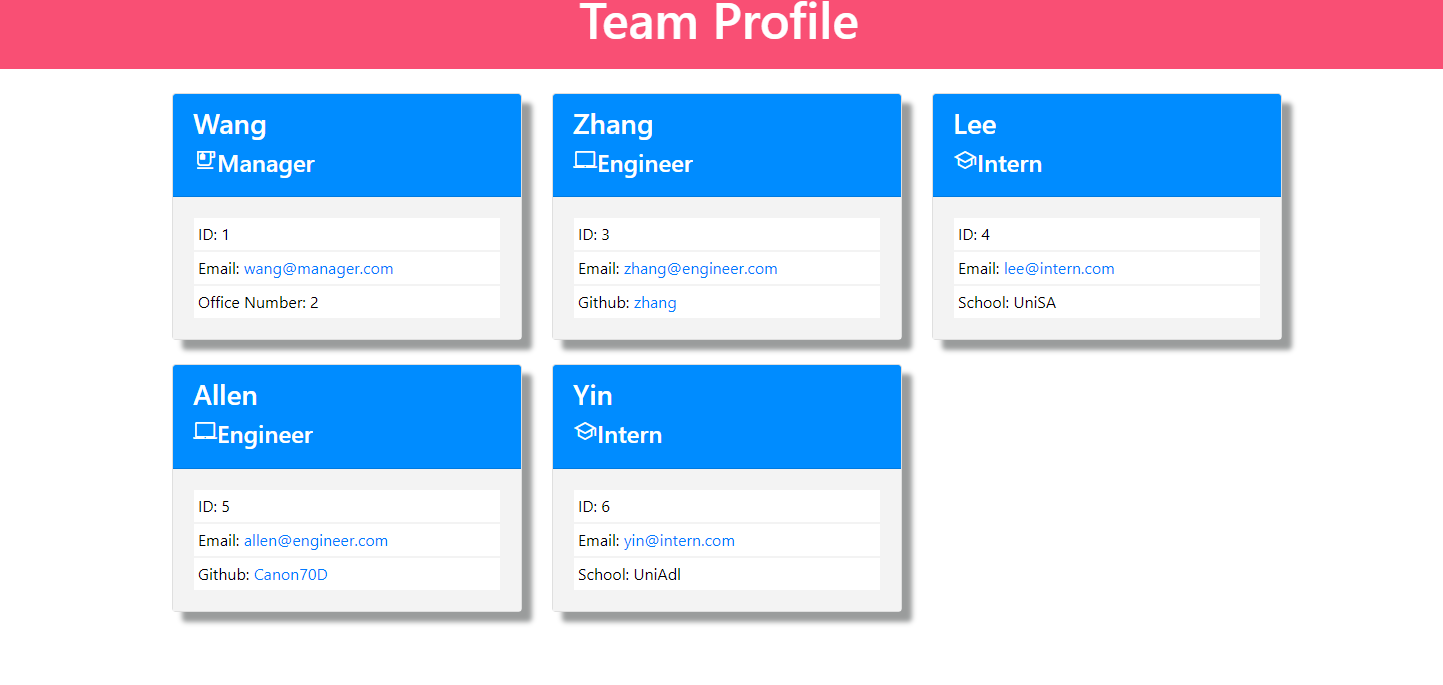 Team Profile
Wang
Manager
ID: 1
Email: wang@manager.com
Office Number: 2
Zhang
Engineer
ID: 3
Email: zhang@engineer.com
Github: zhang
Lee
Intern
ID: 4
Email: lee@intern.com
School: UniSA
Allen
Engineer
ID: 5
Email: allen@engineer.com
Github: Canon70D
Yin
Intern
ID: 6
Email: yin@intern.com
School: UniAdl